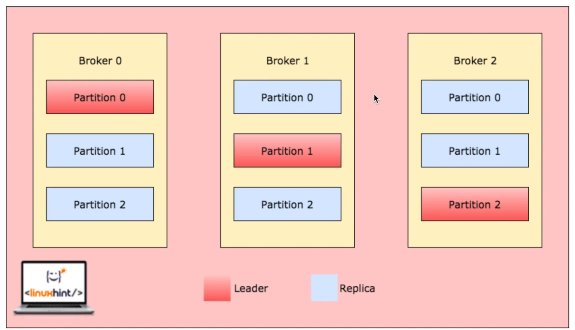 Broker 0
Partition 0
Partition 1
Partition 2
Broker 1
Partition 0
Partition 1
Partition 2
Broker 2
Partition 0
Partition 1
Partition 2
<linuxhint/>
Leader
Replica